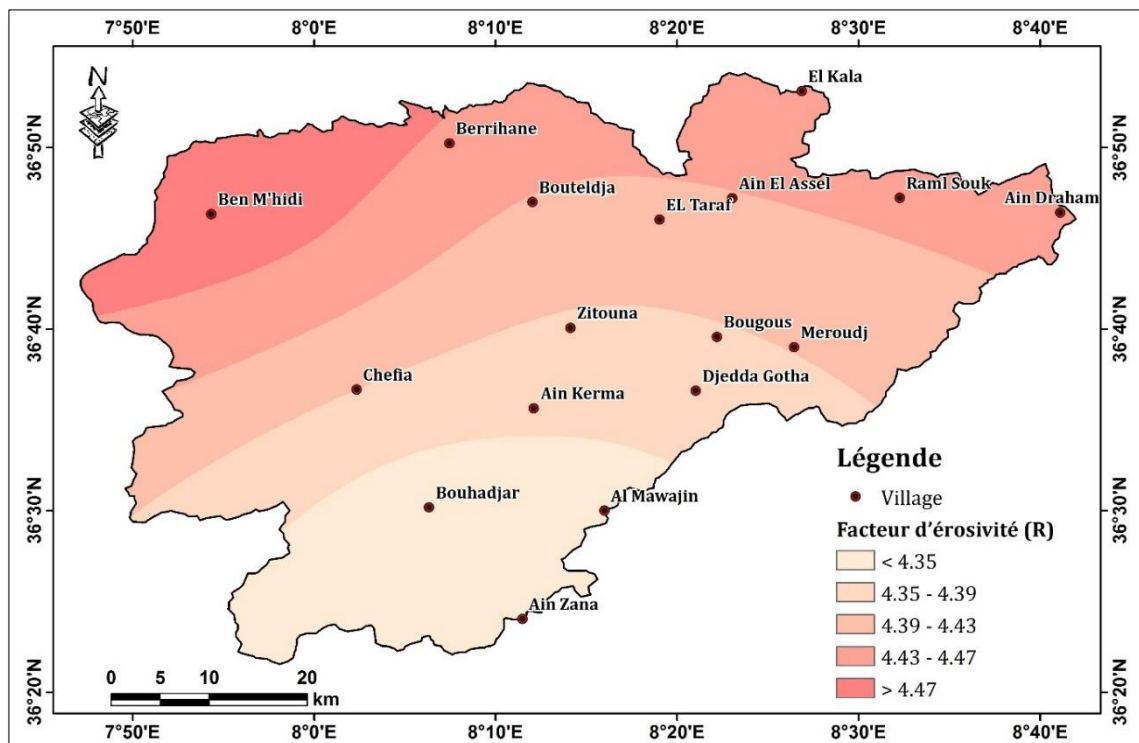 7°50'E 8°0'E 8°10'E 8°20'E 8°30'E 8°40'E
N
36°50'N
36°40'N
36°30'N
36°20'N
El Kala
Berrihane
Ben M'hidi
Bouteldja
Ain El Assel
EL Taraf
Raml Souk
Ain Draham
Zitouna
Bougous
Meroudj
Chefia
Ain Kerma
Djedda Gotha
Bouhadjar
Al Mawajin
Ain Zana
Légende
Village
Facteur d'érosivité (R)
< 4.35
4.35 - 4.39
4.39 - 4.43
4.43 - 4.47
> 4.47
0 5 10 20
km
36°50'N
36°40'N
36°30'N
36°20'N
7°50'E 8°0'E 8°10'E 8°20'E 8°30'E 8°40'E